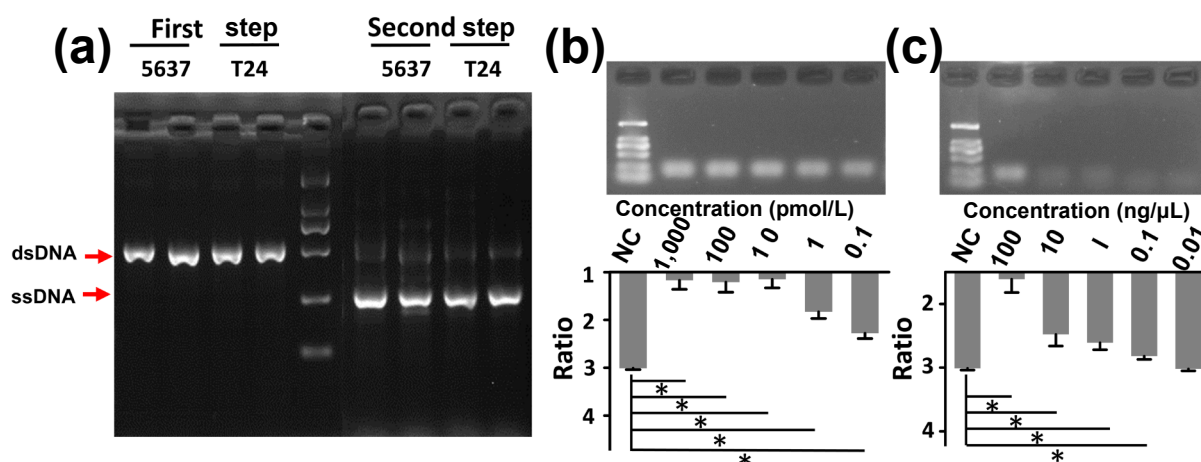 (a)
First step
5637 T24
Second step
5637 T24
dsDNA
ssDNA
(b)
Concentration (pmol/L)
NC 1,000 100 10 1 0.1
Ratio
1
2
3
4
* * * * *
(c)
Concentration (ng/µL)
NC 100 10 I 0.1 0.01
Ratio
2
3
4
* * * *